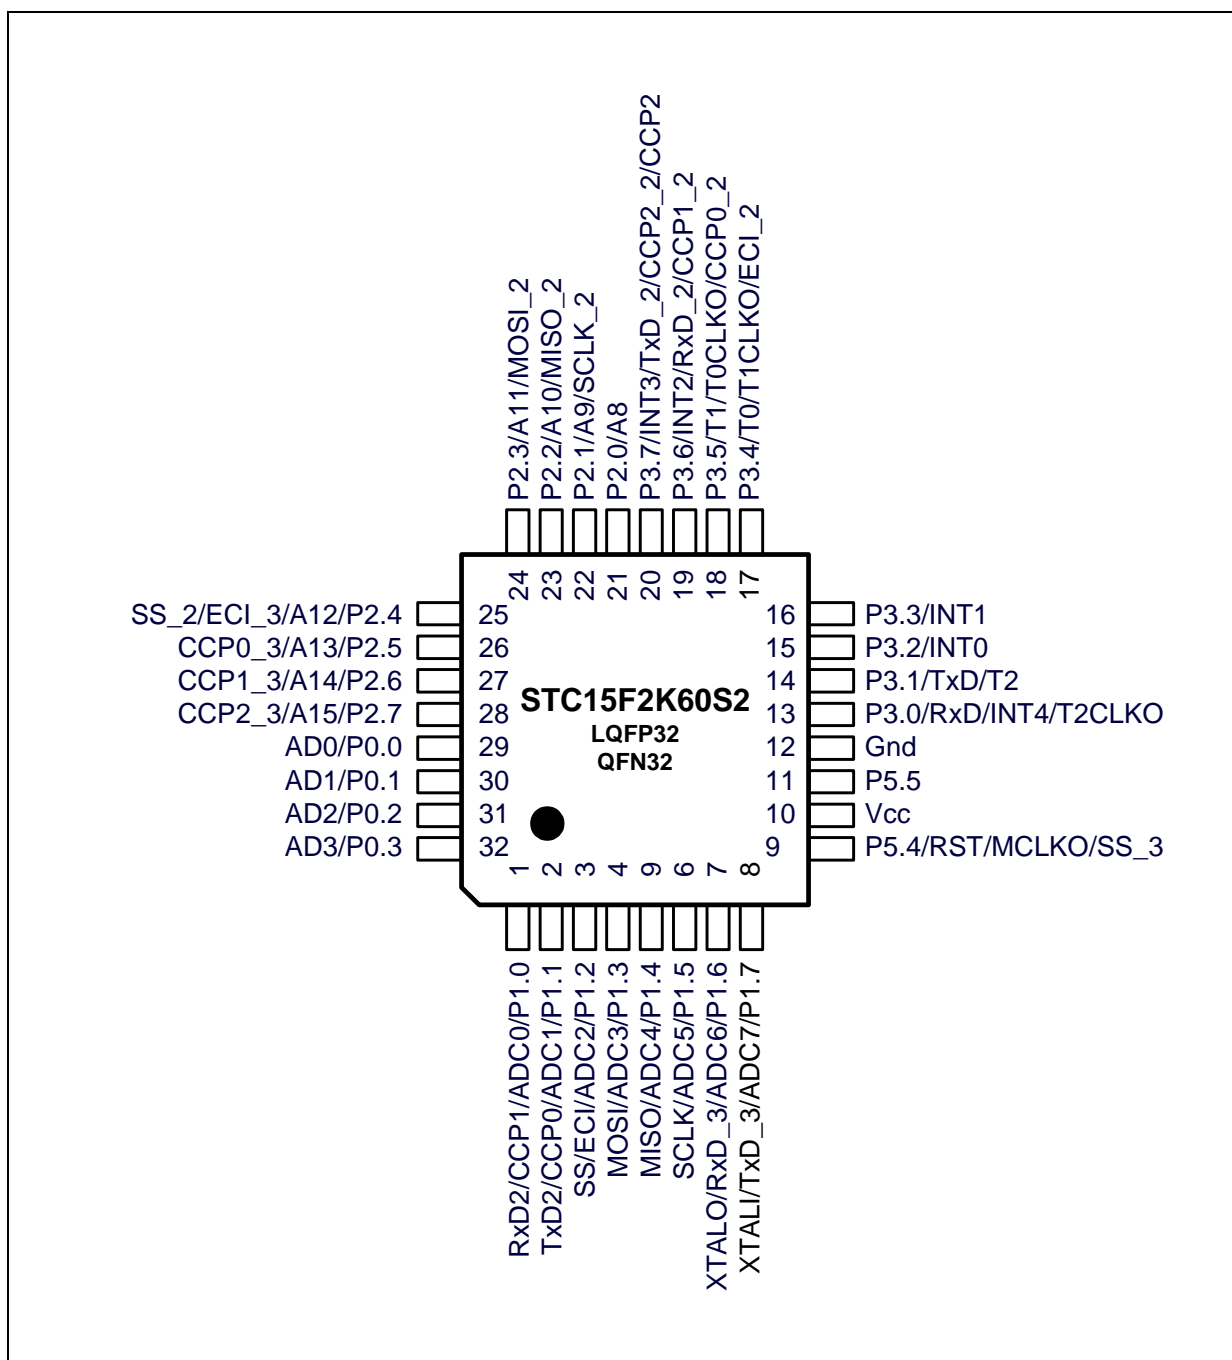 P2.3/A11/MOSI_2
P2.2/A10/MISO_2
P2.1/A9/SCLK_2
P2.0/A8
P3.7/INT3/TxD_2/CCP2_2/CCP2
P3.6/INT2/RxD_2/CCP1_2
P3.5/T1/T0CLKO/CCP0_2
P3.4/T0/T1CLKO/ECI_2
24 23 22 21 20 19 18 17
SS_2/ECI_3/A12/P2.4 25
CCP0_3/A13/P2.5 26
CCP1_3/A14/P2.6 27
CCP2_3/A15/P2.7 28
AD0/P0.0 29
AD1/P0.1 30
AD2/P0.2 31
AD3/P0.3 32
STC15F2K60S2
LQFP32
QFN32
16 P3.3/INT1
15 P3.2/INT0
14 P3.1/TxD/T2
13 P3.0/RxD/INT4/T2CLKO
12 Gnd
11 P5.5
10 Vcc
9 P5.4/RST/MCLKO/SS_3
1 2 3 4 9 6 7 8
RxD2/CCP1/ADC0/P1.0
TxD2/CCP0/ADC1/P1.1
SS/ECI/ADC2/P1.2
MOSI/ADC3/P1.3
MISO/ADC4/P1.4
SCLK/ADC5/P1.5
XTALO/RxD_3/ADC6/P1.6
XTALI/TxD_3/ADC7/P1.7